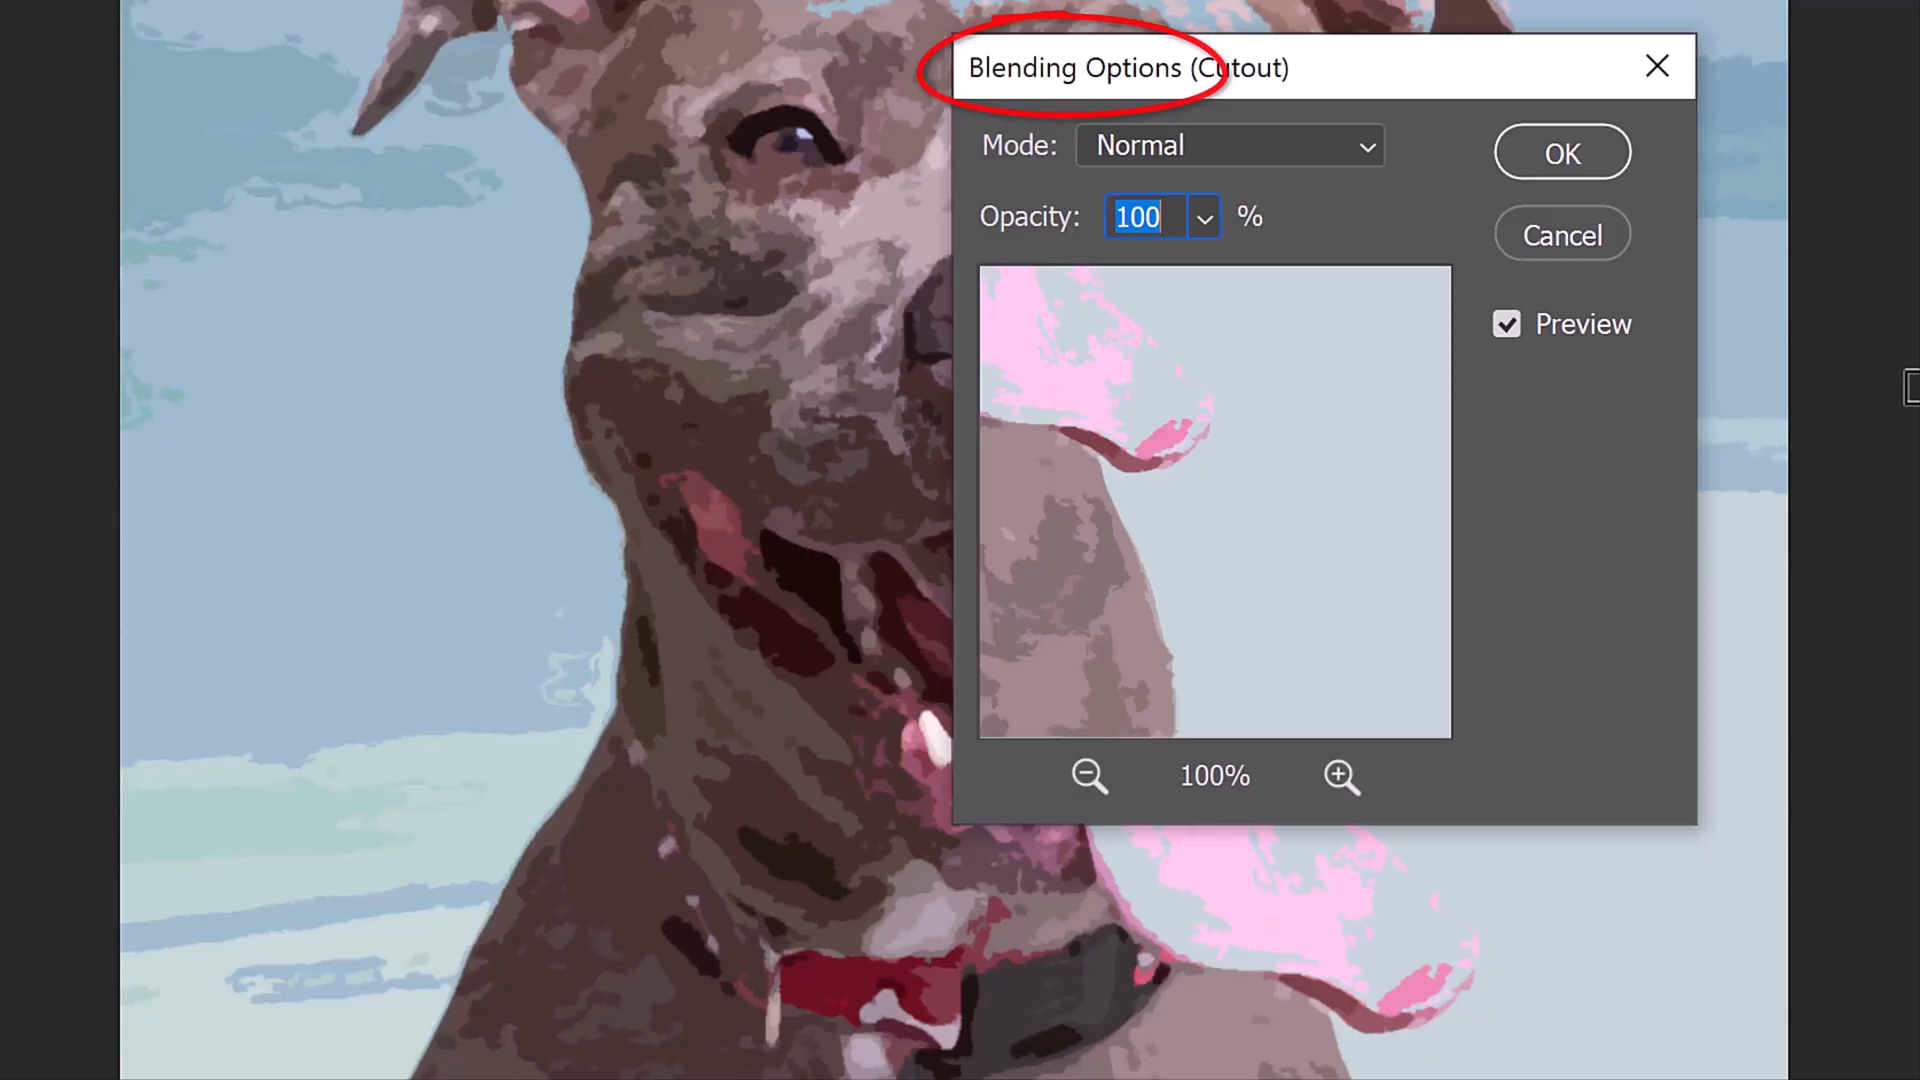 Blending Options (Cutout)
Mode: Normal
OK
Opacity: 100 %
Cancel
Preview
100%